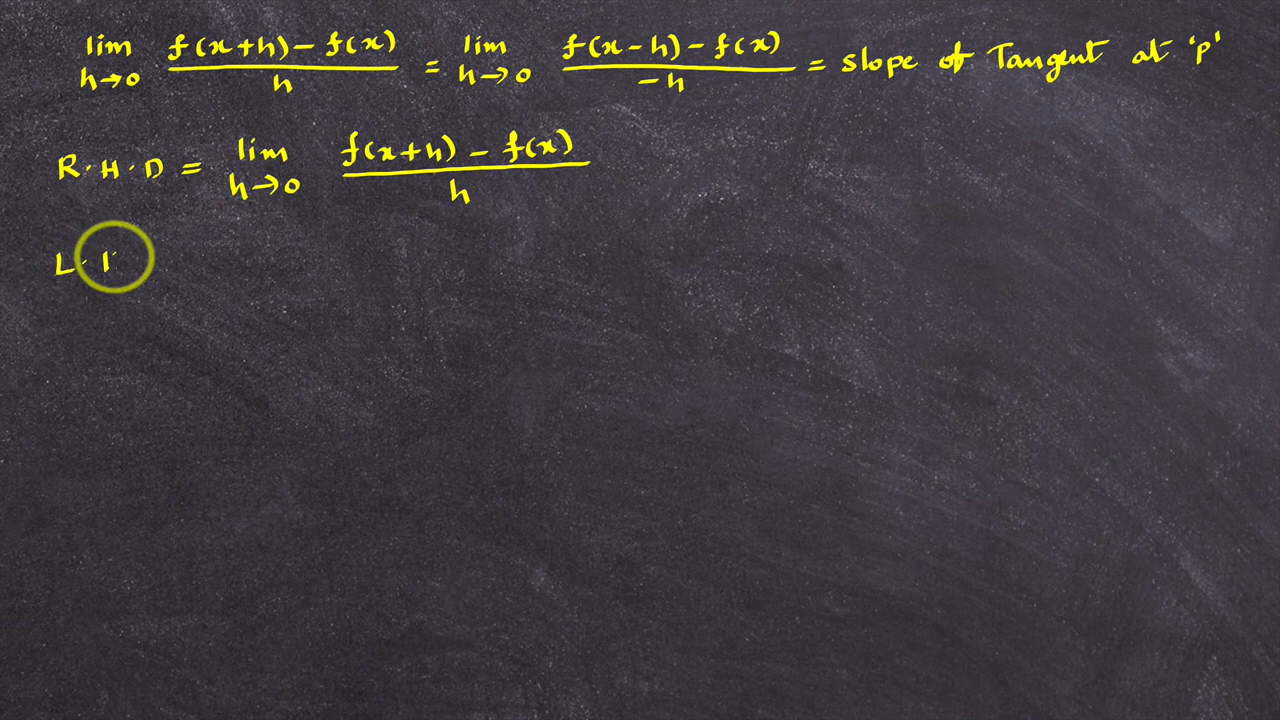 lim h→0 f(x+h) − f(x) / h = lim h→0 f(x−h) − f(x) / −h = slope of Tangent at 'p'
R.H.D = lim h→0 f(x+h) − f(x) / h
L.